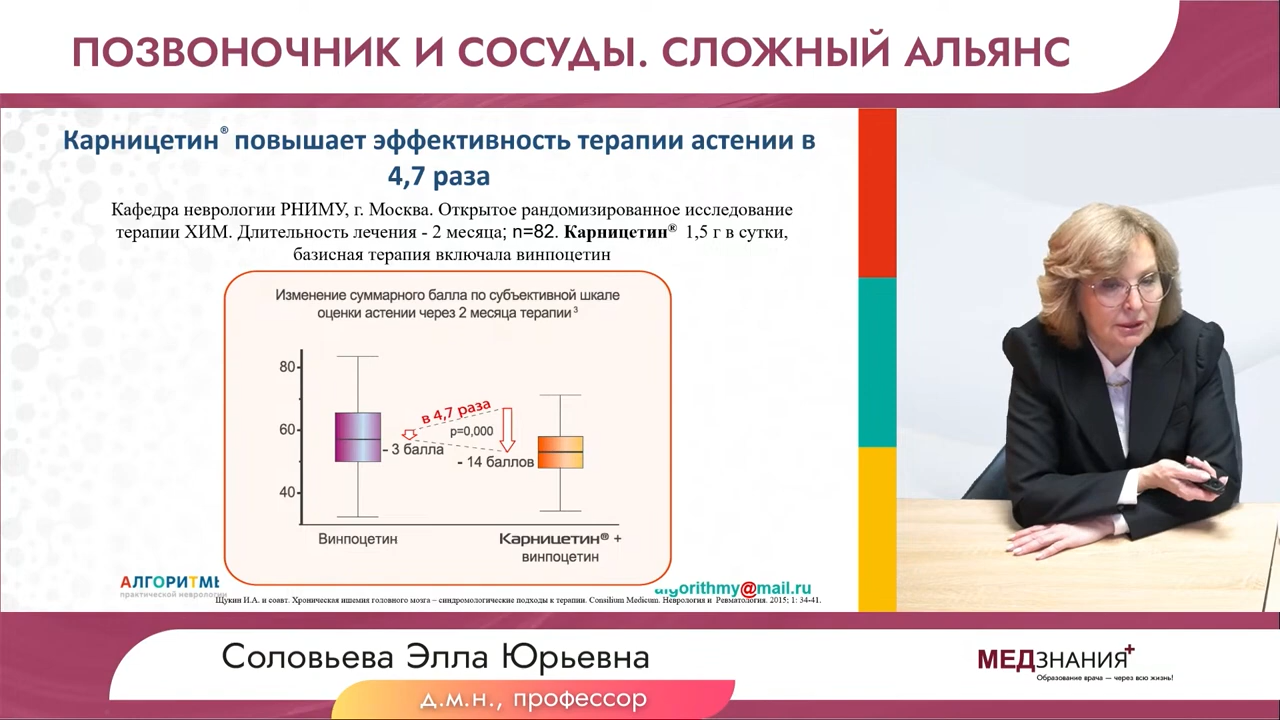 ПОЗВОНОЧНИК И СОСУДЫ. СЛОЖНЫЙ АЛЬЯНС
Карницетин® повышает эффективность терапии астении в
4,7 раза
Кафедра неврологии РНИМУ, г. Москва. Открытое рандомизированное исследование
терапии ХИМ. Длительность лечения - 2 месяца; n=82. Карницетин® 1,5 г в сутки,
базисная терапия включала винпоцетин
Изменение суммарного балла по субъективной шкале
оценки астении через 2 месяца терапии 3
80
60
40
в 4,7 раза
p=0,000
- 3 балла
- 14 баллов
Винпоцетин
Карницетин® +
винпоцетин
АЛГОРИТМЫ
практической неврологии
algorithmy@mail.ru
Щукин И.А. и соавт. Хроническая ишемия головного мозга – синдромологические подходы к терапии. Consilium Medicum. Неврология и Ревматология. 2015; 1: 34-41.
Соловьева Элла Юрьевна
д.м.н., профессор
МЕДЗНАНИЯ+
Образование врача — через всю жизнь!